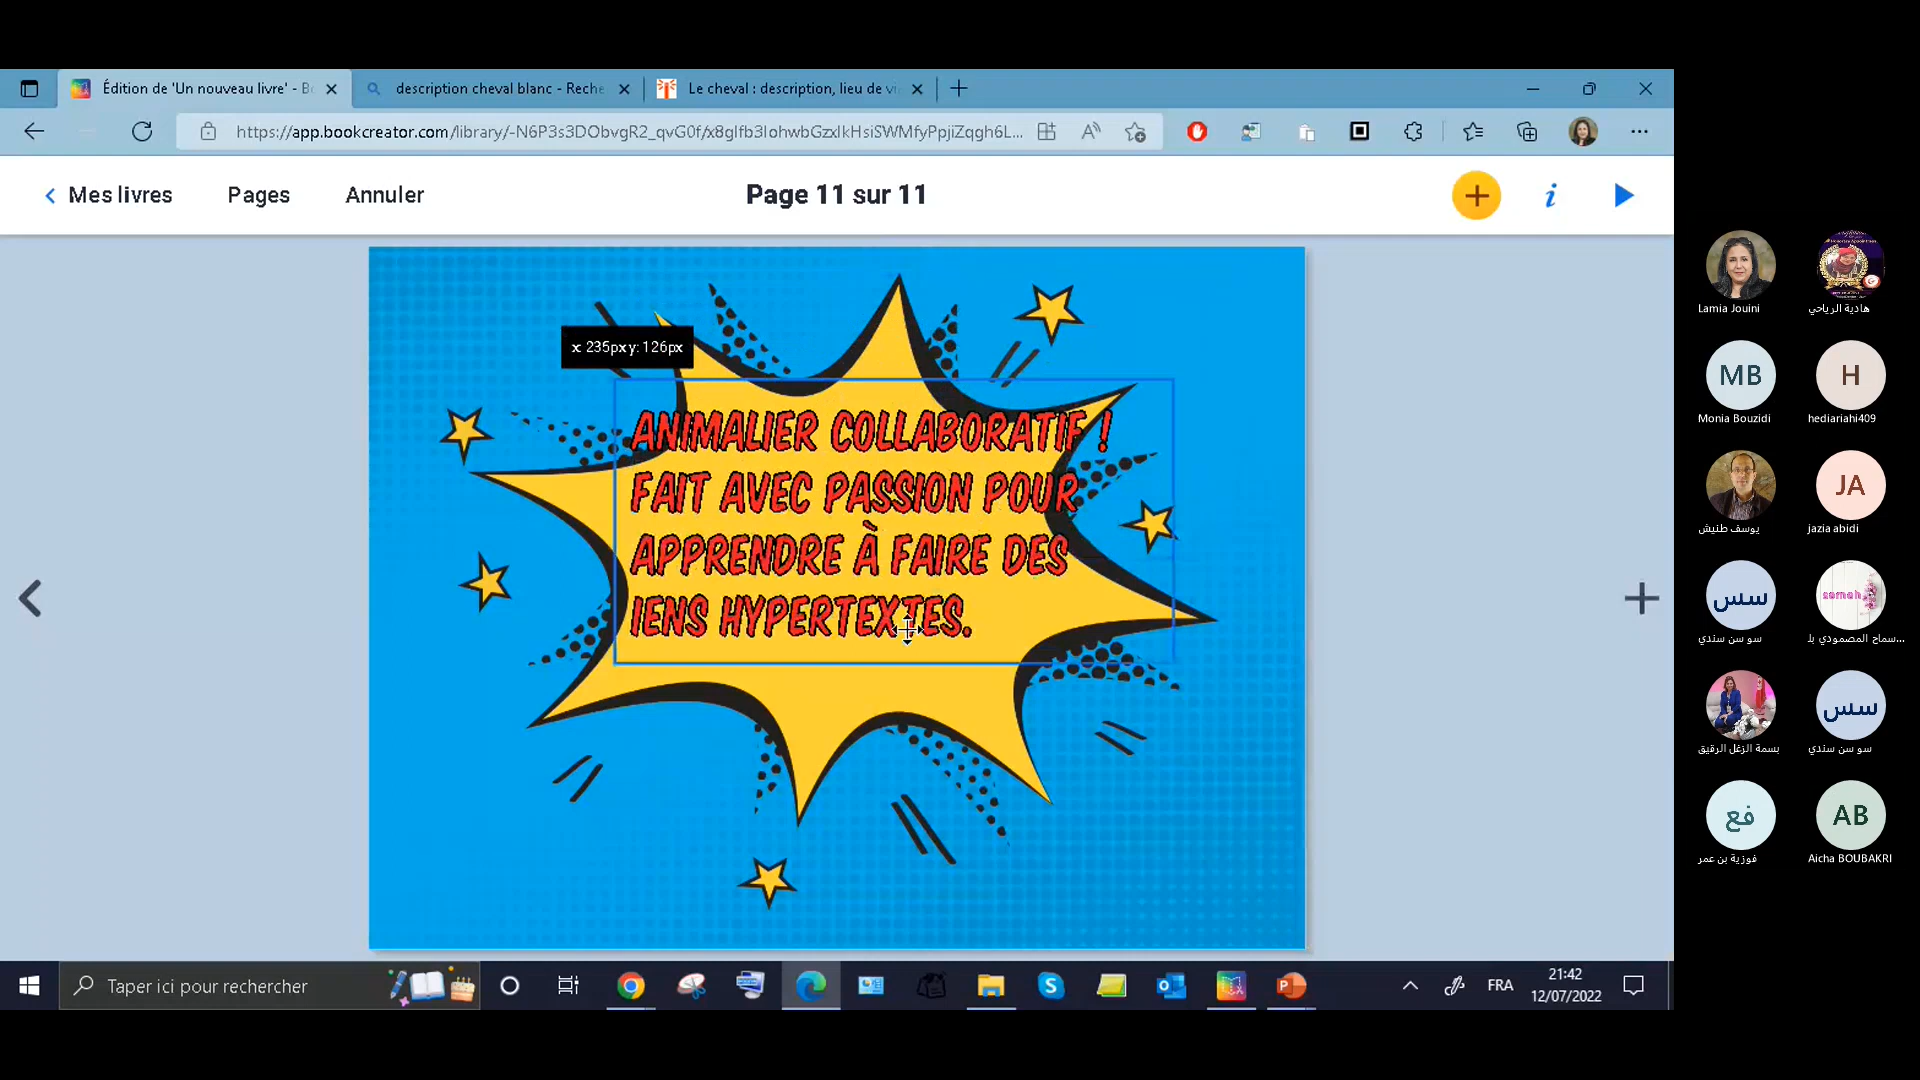 Édition de 'Un nouveau livre' - B
description cheval blanc - Reche
Le cheval : description, lieu de vi
https://app.bookcreator.com/library/-N6P3s3DObvgR2_qvG0f/x8glfb3IohwbGzxlkHsiSWMfyPpjiZqgh6L...
Mes livres
Pages
Annuler
Page 11 sur 11
x: 235px y: 126px
ANIMALIER COLLABORATIF !
FAIT AVEC PASSION POUR
APPRENDRE À FAIRE DES
IENS HYPERTEXTES.
Lamia Jouini
هادية الرياحي
MB
Monia Bouzidi
H
hediariahi409
يوسف طنيش
JA
jazia abidi
سس
سو سن سندي
samah
سماح المصمودي بلـ...
بسمة الزغل الرقيق
سس
سو سن سندي
فع
فوزية بن عمر
AB
Aicha BOUBAKRI
Taper ici pour rechercher
FRA
21:42
12/07/2022